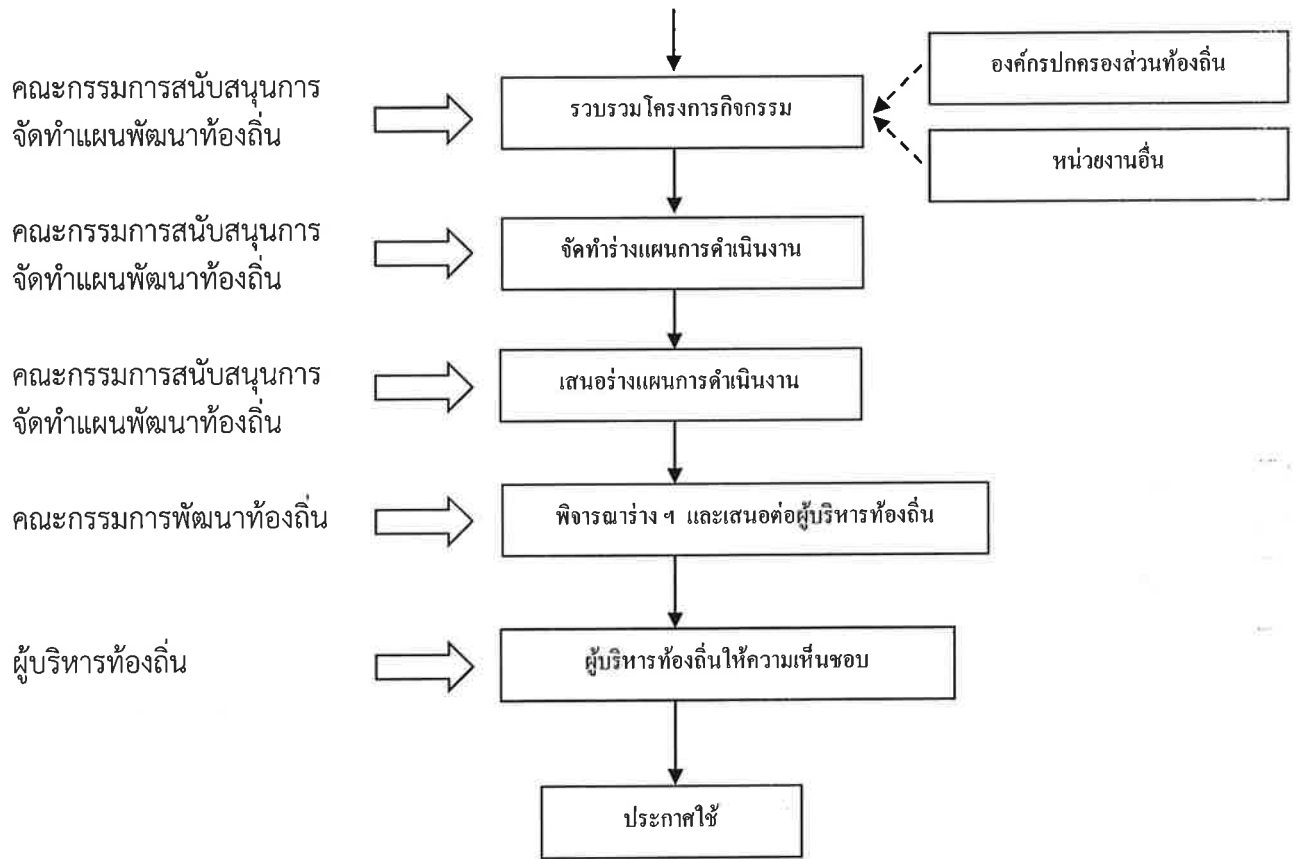 องค์กรปกครองส่วนท้องถิ่น
คณะกรรมการสนับสนุนการ
จัดทำแผนพัฒนาท้องถิ่น
รวบรวมโครงการกิจกรรม
หน่วยงานอื่น
คณะกรรมการสนับสนุนการ
จัดทำแผนพัฒนาท้องถิ่น
จัดทำร่างแผนการดำเนินงาน
คณะกรรมการสนับสนุนการ
จัดทำแผนพัฒนาท้องถิ่น
เสนอร่างแผนการดำเนินงาน
คณะกรรมการพัฒนาท้องถิ่น
พิจารณาร่าง ฯ และเสนอต่อผู้บริหารท้องถิ่น
ผู้บริหารท้องถิ่น
ผู้บริหารท้องถิ่นให้ความเห็นชอบ
ประกาศใช้